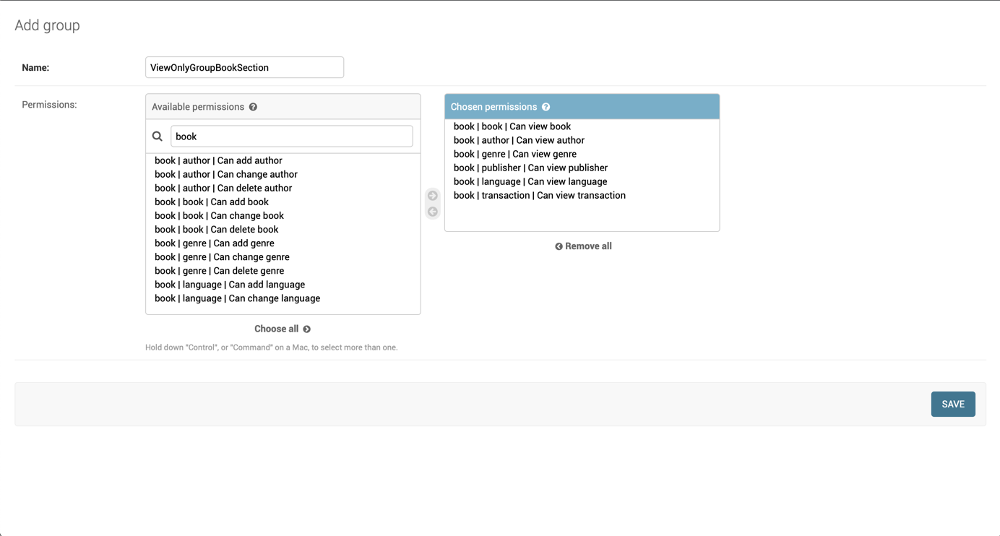 Add group
Name:
ViewOnlyGroupBookSection
Permissions:
Available permissions ?
book
book | author | Can add author
book | author | Can change author
book | author | Can delete author
book | book | Can add book
book | book | Can change book
book | book | Can delete book
book | genre | Can add genre
book | genre | Can change genre
book | genre | Can delete genre
book | language | Can add language
book | language | Can change language
Choose all
Hold down "Control", or "Command" on a Mac, to select more than one.
Chosen permissions ?
book | book | Can view book
book | author | Can view author
book | genre | Can view genre
book | publisher | Can view publisher
book | language | Can view language
book | transaction | Can view transaction
Remove all
SAVE